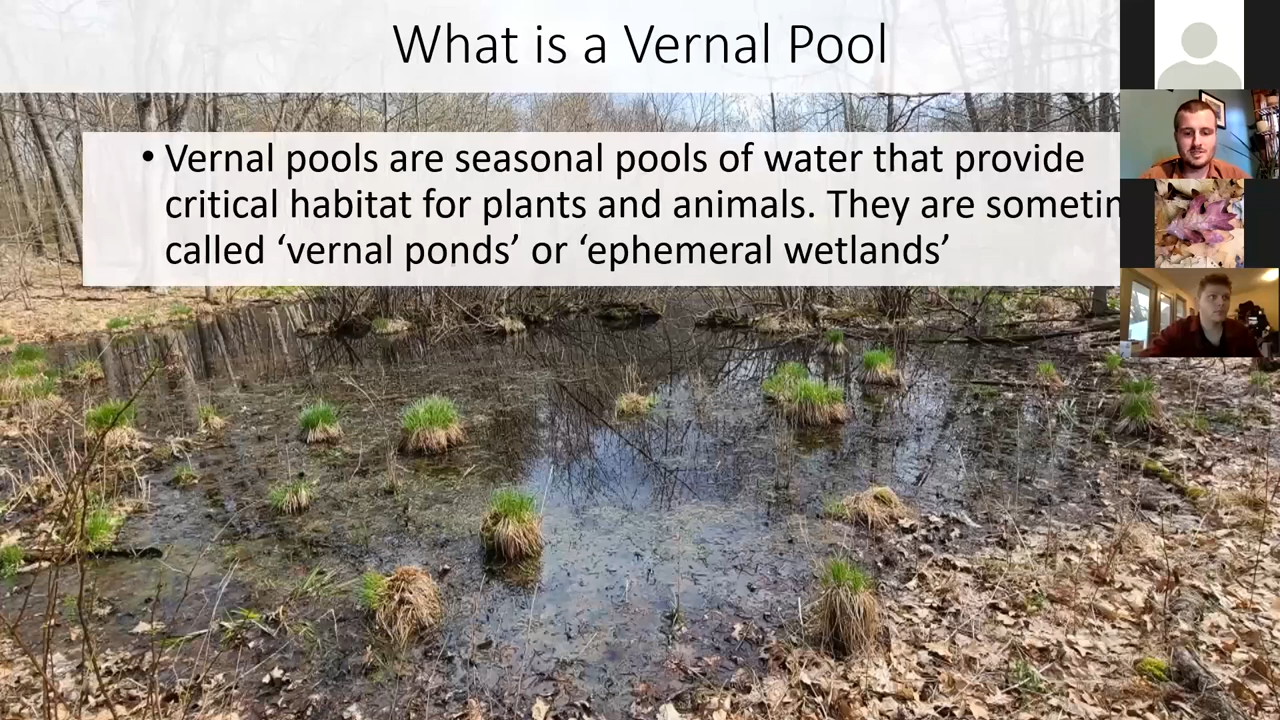 What is a Vernal Pool
• Vernal pools are seasonal pools of water that provide
critical habitat for plants and animals. They are
called ‘vernal ponds’ or ‘ephemeral wetlands’